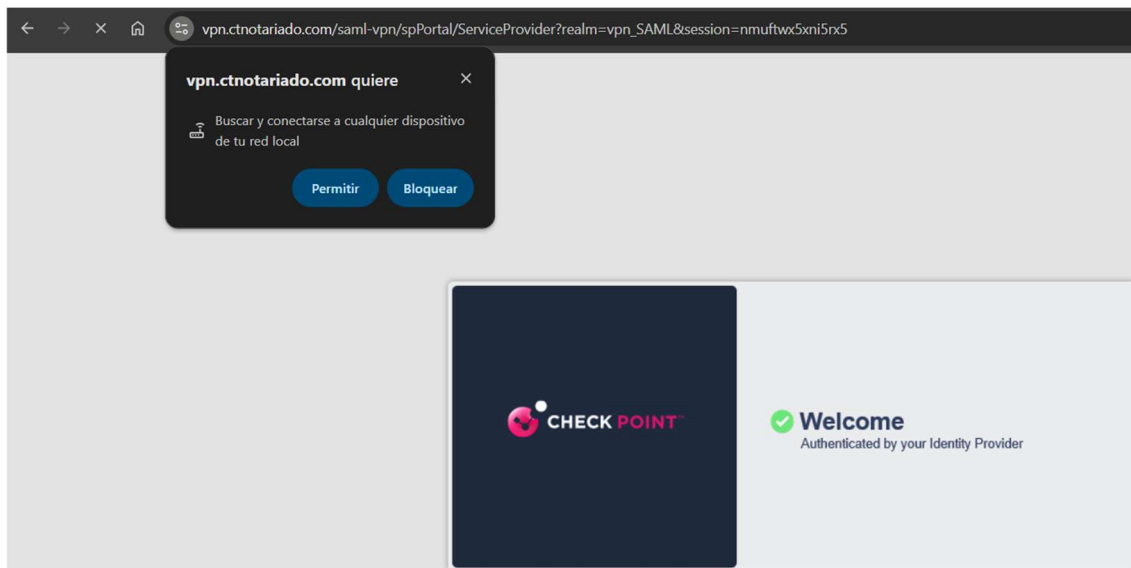 vpn.ctnotariado.com/saml-vpn/spPortal/ServiceProvider?realm=vpn_SAML&session=nmuftwx5xni5rx5
vpn.ctnotariado.com quiere
Buscar y conectarse a cualquier dispositivo
de tu red local
Permitir
Bloquear
CHECK POINT™
Welcome
Authenticated by your Identity Provider